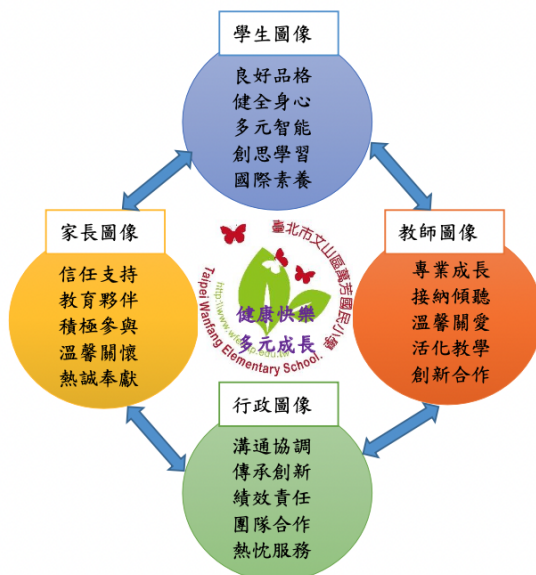 學生圖像
良好品格
健全身心
多元智能
創思學習
國際素養
家長圖像
信任支持
教育夥伴
積極參與
溫馨關懷
熱誠奉獻
臺北市文山區萬芳國民小學
健康快樂
多元成長
Taipei Wanfang Elementary School.
教師圖像
專業成長
接納傾聽
溫馨關愛
活化教學
創新合作
行政圖像
溝通協調
傳承創新
績效責任
團隊合作
熱忱服務